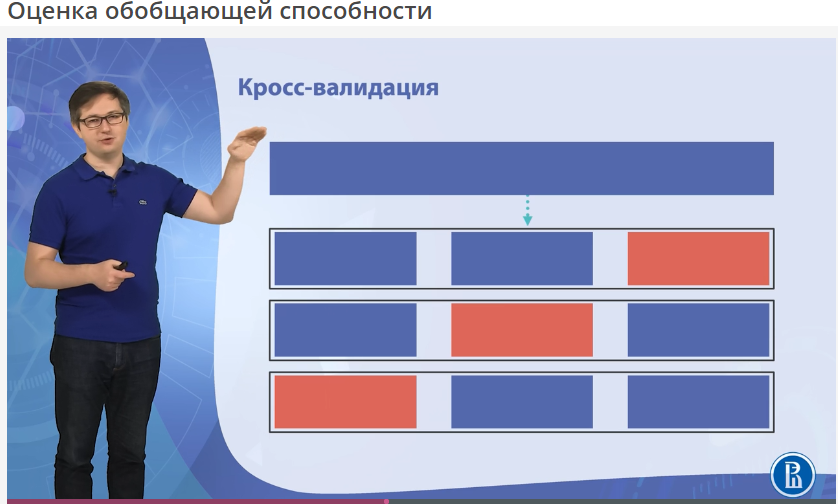 Оценка обобщающей способности
Кросс-валидация